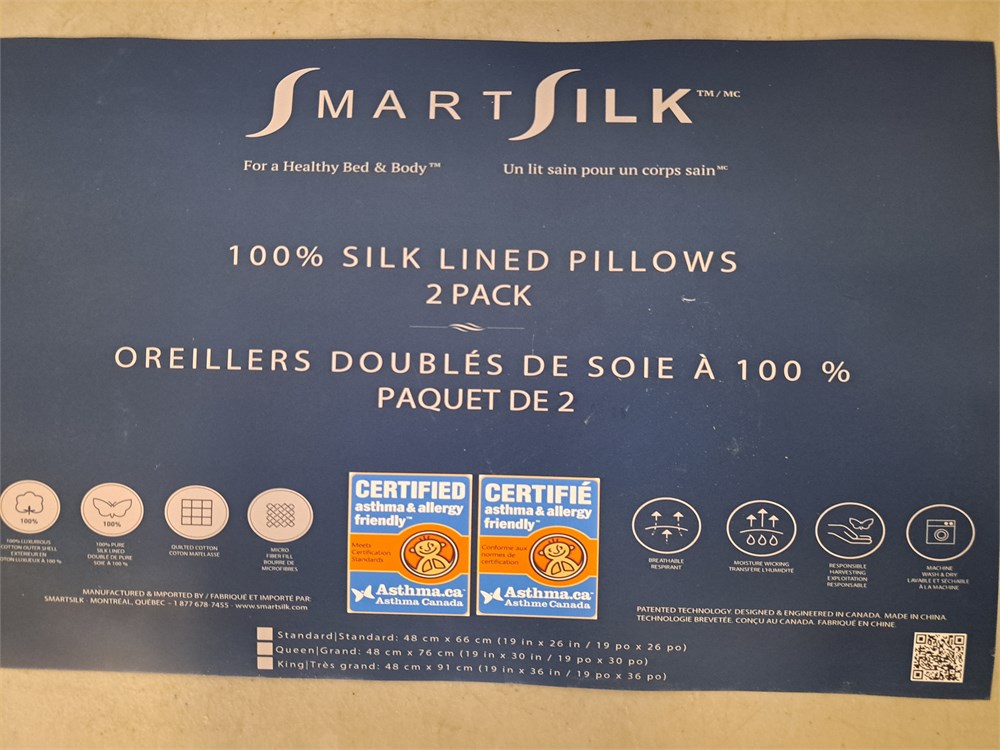 SMARTSILK TM/MC
For a Healthy Bed & Body™ Un lit sain pour un corps sain MC
100% SILK LINED PILLOWS
2 PACK
OREILLERS DOUBLÉS DE SOIE À 100 %
PAQUET DE 2
100%
100% LUXURIOUS
COTTON OUTER SHELL
EXTÉRIEUR EN
COTON LUXUEUX À 100 %
100%
100% PURE
SILK LINED
DOUBLÉ DE PURE
SOIE À 100 %
QUILTED COTTON
COTON MATELASSÉ
MICRO
FIBER FILL
BOURRE DE
MICROFIBRES
CERTIFIED
asthma & allergy
friendly™
Meets
Certification
Standards
Asthma.ca
Asthma Canada
CERTIFIÉ
asthma & allergy
friendly™
Conforme aux
normes de
certification
Asthma.ca
Asthme Canada
BREATHABLE
RESPIRANT
MOISTURE WICKING
TRANSFÈRE L'HUMIDITÉ
RESPONSIBLE
HARVESTING
EXPLOITATION
RESPONSABLE
MACHINE
WASH & DRY
LAVABLE ET SÉCHABLE
À LA MACHINE
MANUFACTURED & IMPORTED BY / FABRIQUÉ ET IMPORTÉ PAR:
SMARTSILK - MONTREAL, QUÉBEC - 1 877 678-7455 - www.smartsilk.com
PATENTED TECHNOLOGY. DESIGNED & ENGINEERED IN CANADA. MADE IN CHINA.
TECHNOLOGIE BREVETÉE. CONÇU AU CANADA. FABRIQUÉ EN CHINE.
Standard|Standard: 48 cm x 66 cm (19 in x 26 in / 19 po x 26 po)
Queen|Grand: 48 cm x 76 cm (19 in x 30 in / 19 po x 30 po)
King|Très grand: 48 cm x 91 cm (19 in x 36 in / 19 po x 36 po)